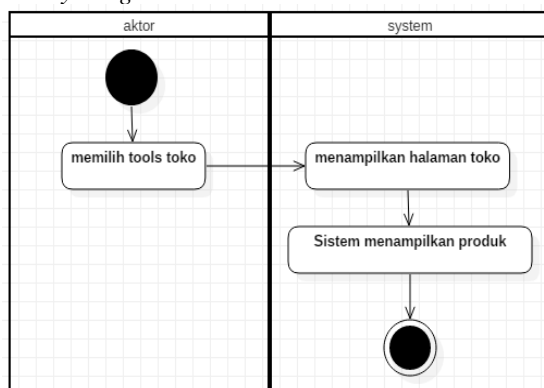 aktor
system
memilih tools toko
menampilkan halaman toko
Sistem menampilkan produk